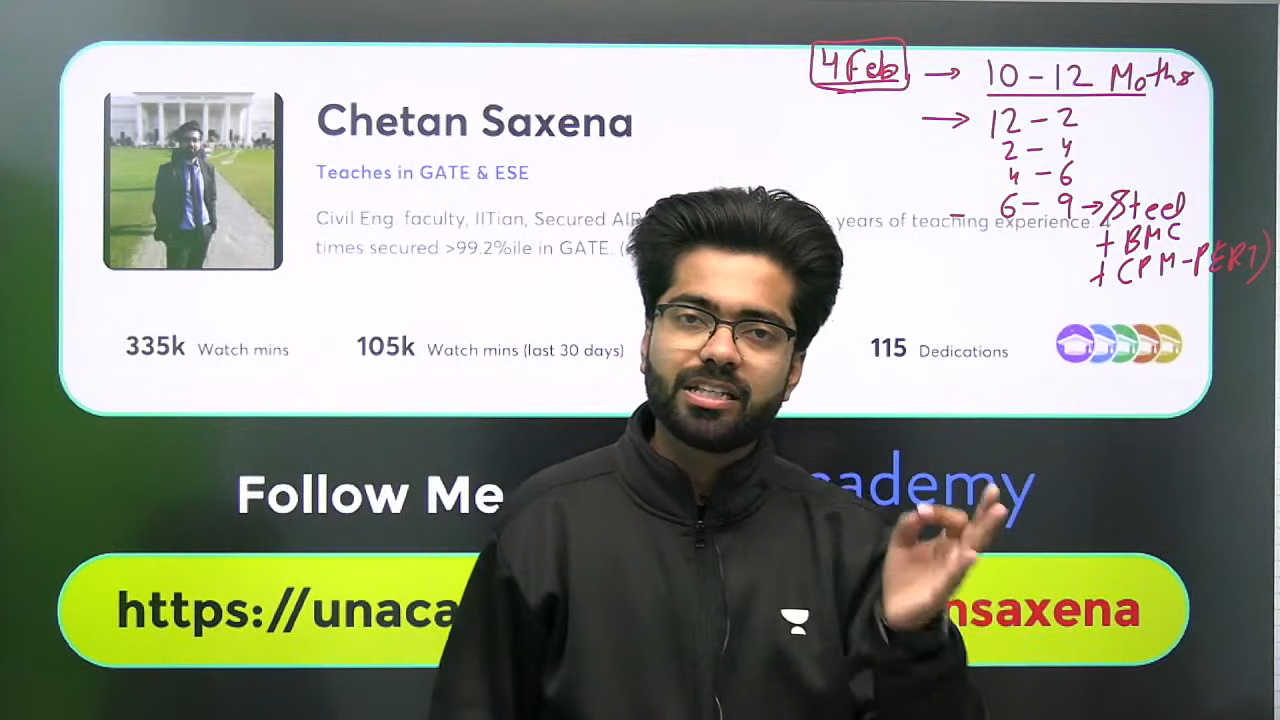 4 Feb → 10 - 12 Moths
→ 12 - 2
2 - 4
4 - 6
- 6 - 9 → Steel
+ BMC
+ CPM - PERT)
Chetan Saxena
Teaches in GATE & ESE
Civil Eng. faculty, IITian, Secured AIR years of teaching experience.
times secured >99.2%ile in GATE.
335k Watch mins 105k Watch mins (last 30 days) 115 Dedications
Follow Me academy
https://unaca nsaxena